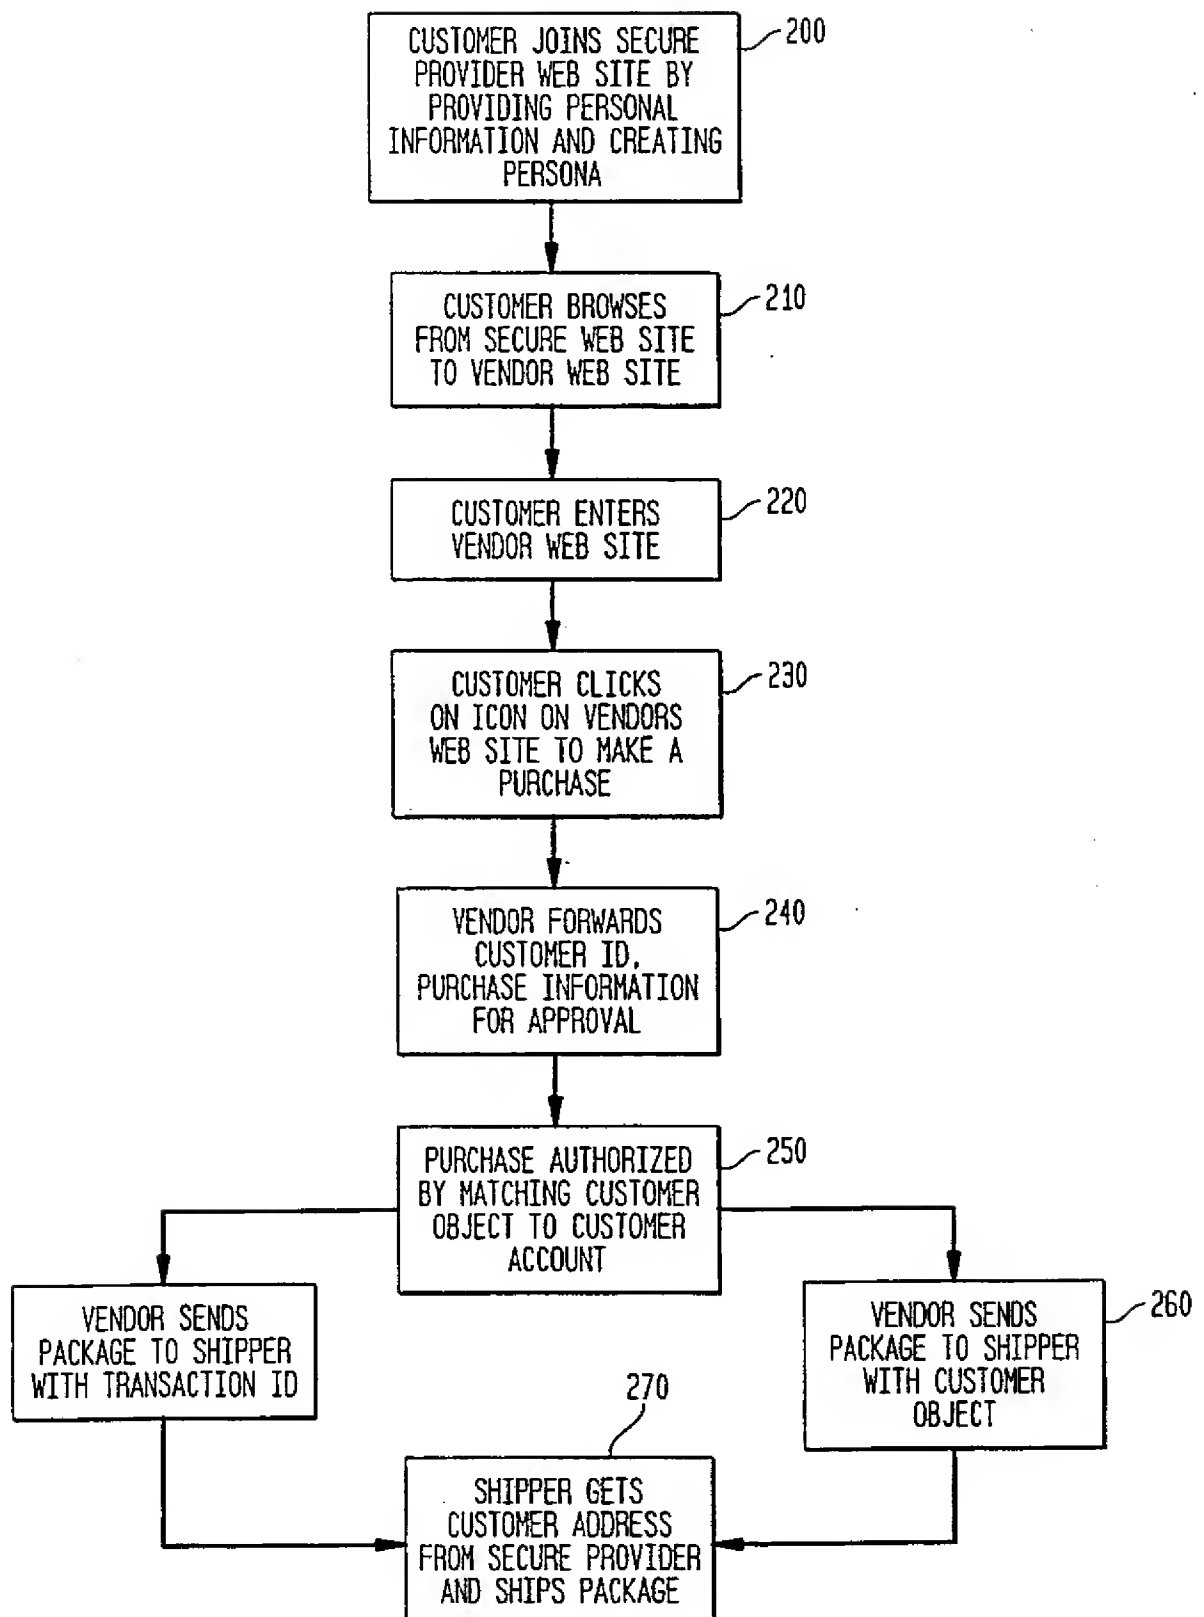 CUSTOMER JOINS SECURE
PROVIDER WEB SITE BY
PROVIDING PERSONAL
INFORMATION AND CREATING
PERSONA
200
CUSTOMER BROWSES
FROM SECURE WEB SITE
TO VENDOR WEB SITE
210
CUSTOMER ENTERS
VENDOR WEB SITE
220
CUSTOMER CLICKS
ON ICON ON VENDORS
WEB SITE TO MAKE A
PURCHASE
230
VENDOR FORWARDS
CUSTOMER ID,
PURCHASE INFORMATION
FOR APPROVAL
240
PURCHASE AUTHORIZED
BY MATCHING CUSTOMER
OBJECT TO CUSTOMER
ACCOUNT
250
VENDOR SENDS
PACKAGE TO SHIPPER
WITH TRANSACTION ID
VENDOR SENDS
PACKAGE TO SHIPPER
WITH CUSTOMER
OBJECT
260
270
SHIPPER GETS
CUSTOMER ADDRESS
FROM SECURE PROVIDER
AND SHIPS PACKAGE